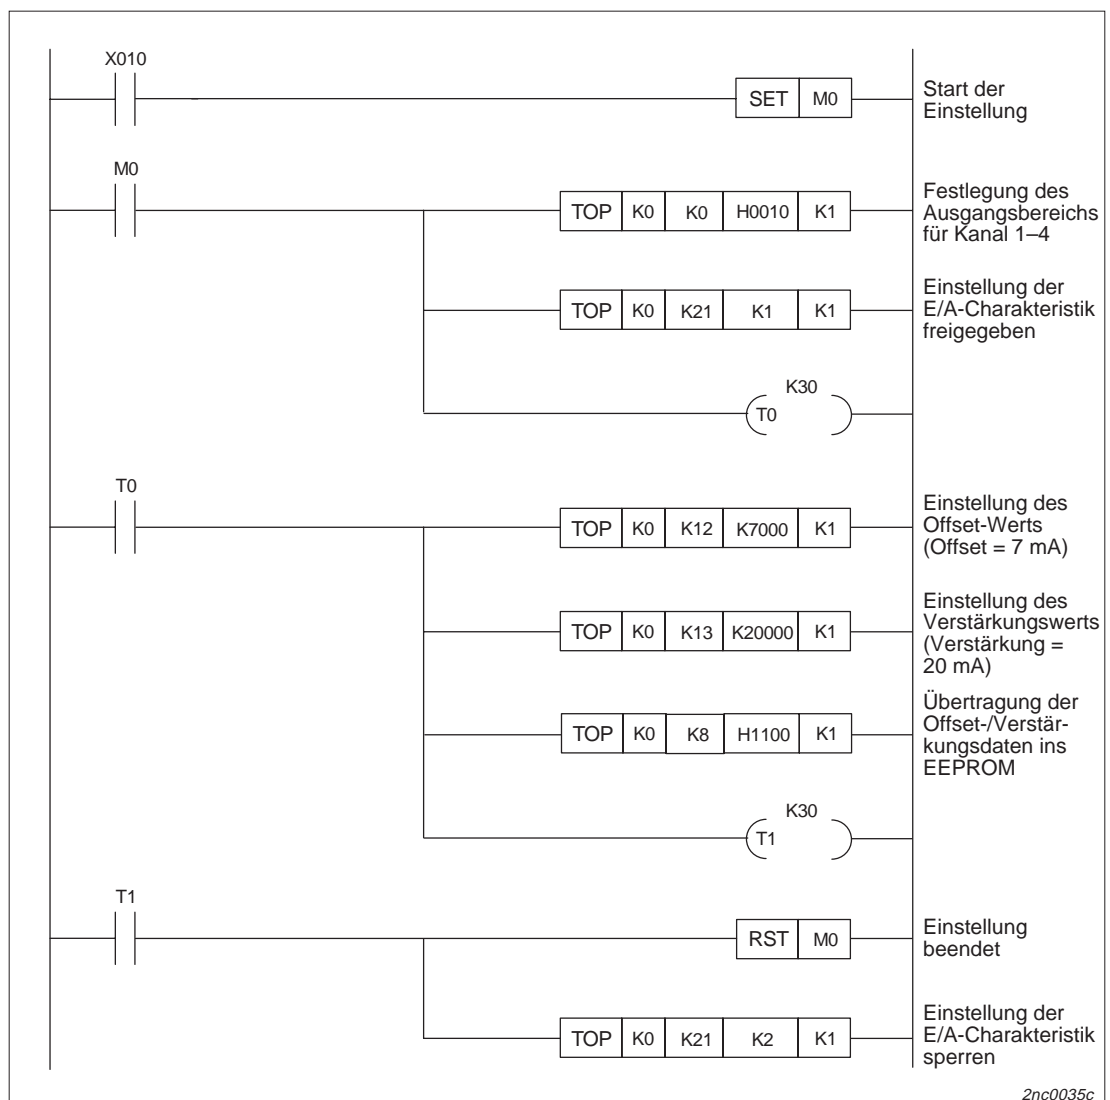 X010
SET M0
Start der
Einstellung
M0
TOP K0 K0 H0010 K1
Festlegung des
Ausgangsbereichs
für Kanal 1–4
TOP K0 K21 K1 K1
Einstellung der
E/A-Charakteristik
freigegeben
K30
T0
T0
TOP K0 K12 K7000 K1
Einstellung des
Offset-Werts
(Offset = 7 mA)
TOP K0 K13 K20000 K1
Einstellung des
Verstärkungswerts
(Verstärkung =
20 mA)
TOP K0 K8 H1100 K1
Übertragung der
Offset-/Verstär-
kungsdaten ins
EEPROM
K30
T1
T1
RST M0
Einstellung
beendet
TOP K0 K21 K2 K1
Einstellung der
E/A-Charakteristik
sperren
2nc0035c